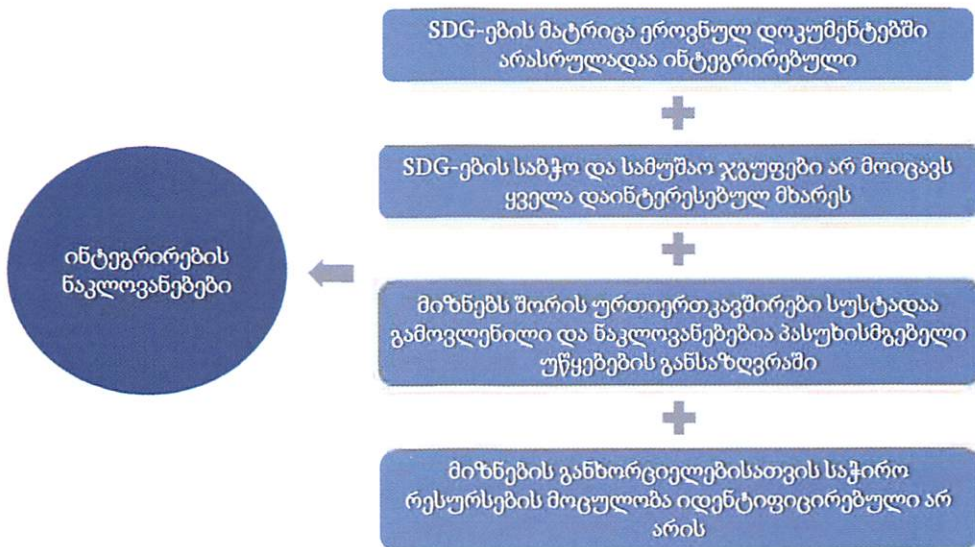 SDG-ების მატრიცა ეროვნულ დოკუმენტებში
არასრულადაა ინტეგრირებული
SDG-ების საბჭო და სამუშაო ჯგუფები არ მოიცავს
ყველა დაინტერესებულ მხარეს
ინტეგრირების
ნაკლოვანებები
მიზნებს შორის ურთიერთკავშირები სუსტადაა
გამოვლენილი და ნაკლოვანებებია პასუხისმგებელი
უწყებების განსაზღვრაში
მიზნების განხორციელებისათვის საჭირო
რესურსების მოცულობა იდენტიფიცირებული არ
არის